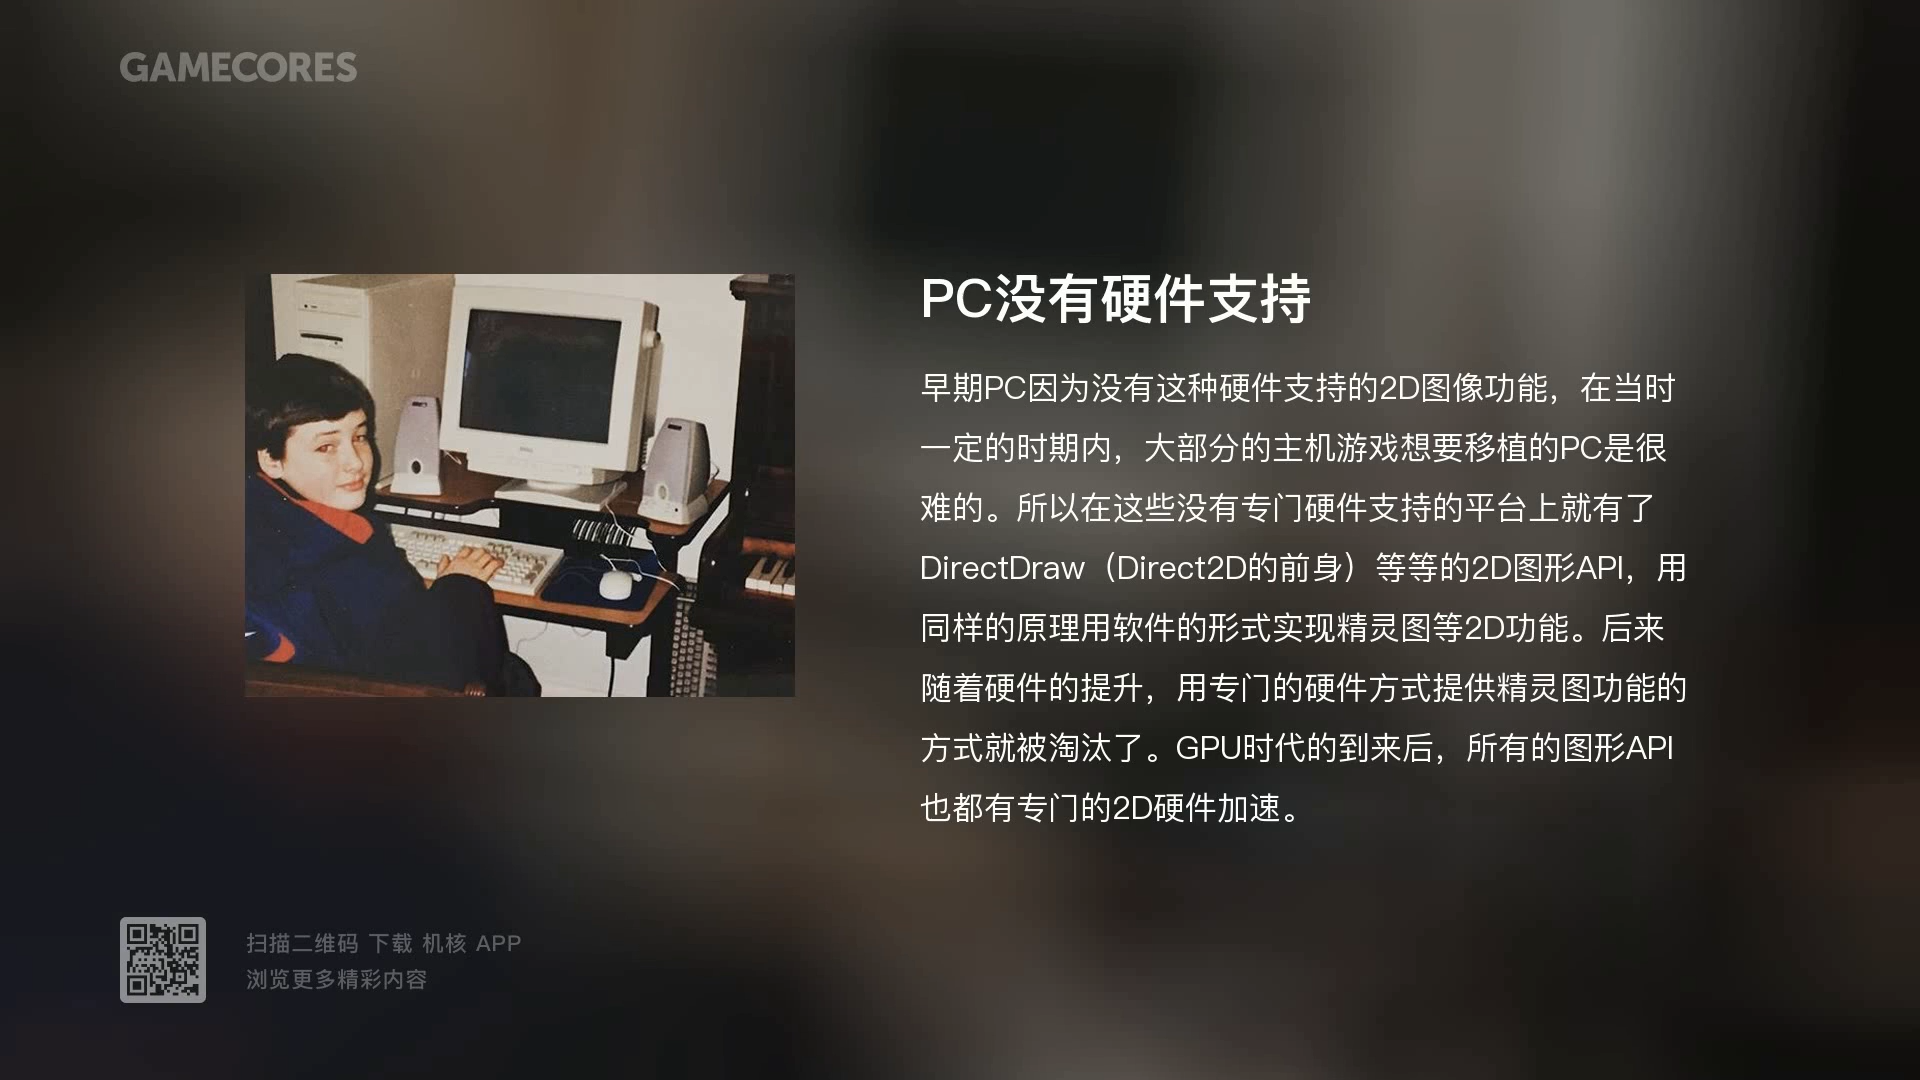 GAMECORES
PC没有硬件支持
早期PC因为没有这种硬件支持的2D图像功能，在当时
一定的时期内，大部分的主机游戏想要移植的PC是很
难的。所以在这些没有专门硬件支持的平台上就有了
DirectDraw（Direct2D的前身）等等的2D图形API，用
同样的原理用软件的形式实现精灵图等2D功能。后来
随着硬件的提升，用专门的硬件方式提供精灵图功能的
方式就被淘汰了。GPU时代的到来后，所有的图形API
也都有专门的2D硬件加速。
扫描二维码 下载 机核 APP
浏览更多精彩内容